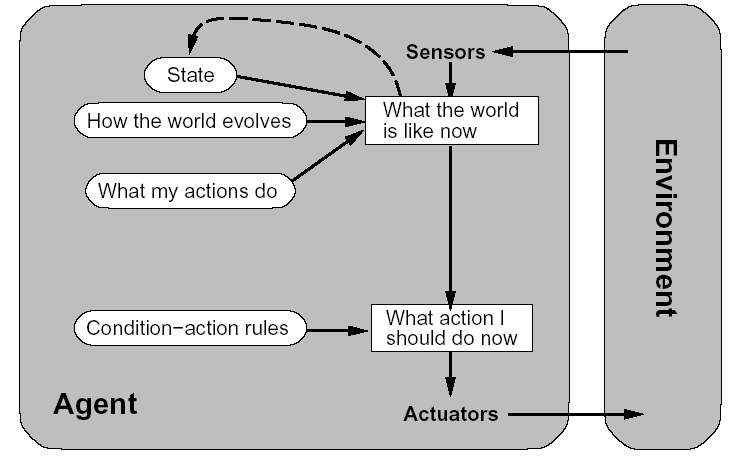 Sensors
State
What the world
is like now
How the world evolves
What my actions do
Environment
Condition−action rules
What action I
should do now
Agent
Actuators